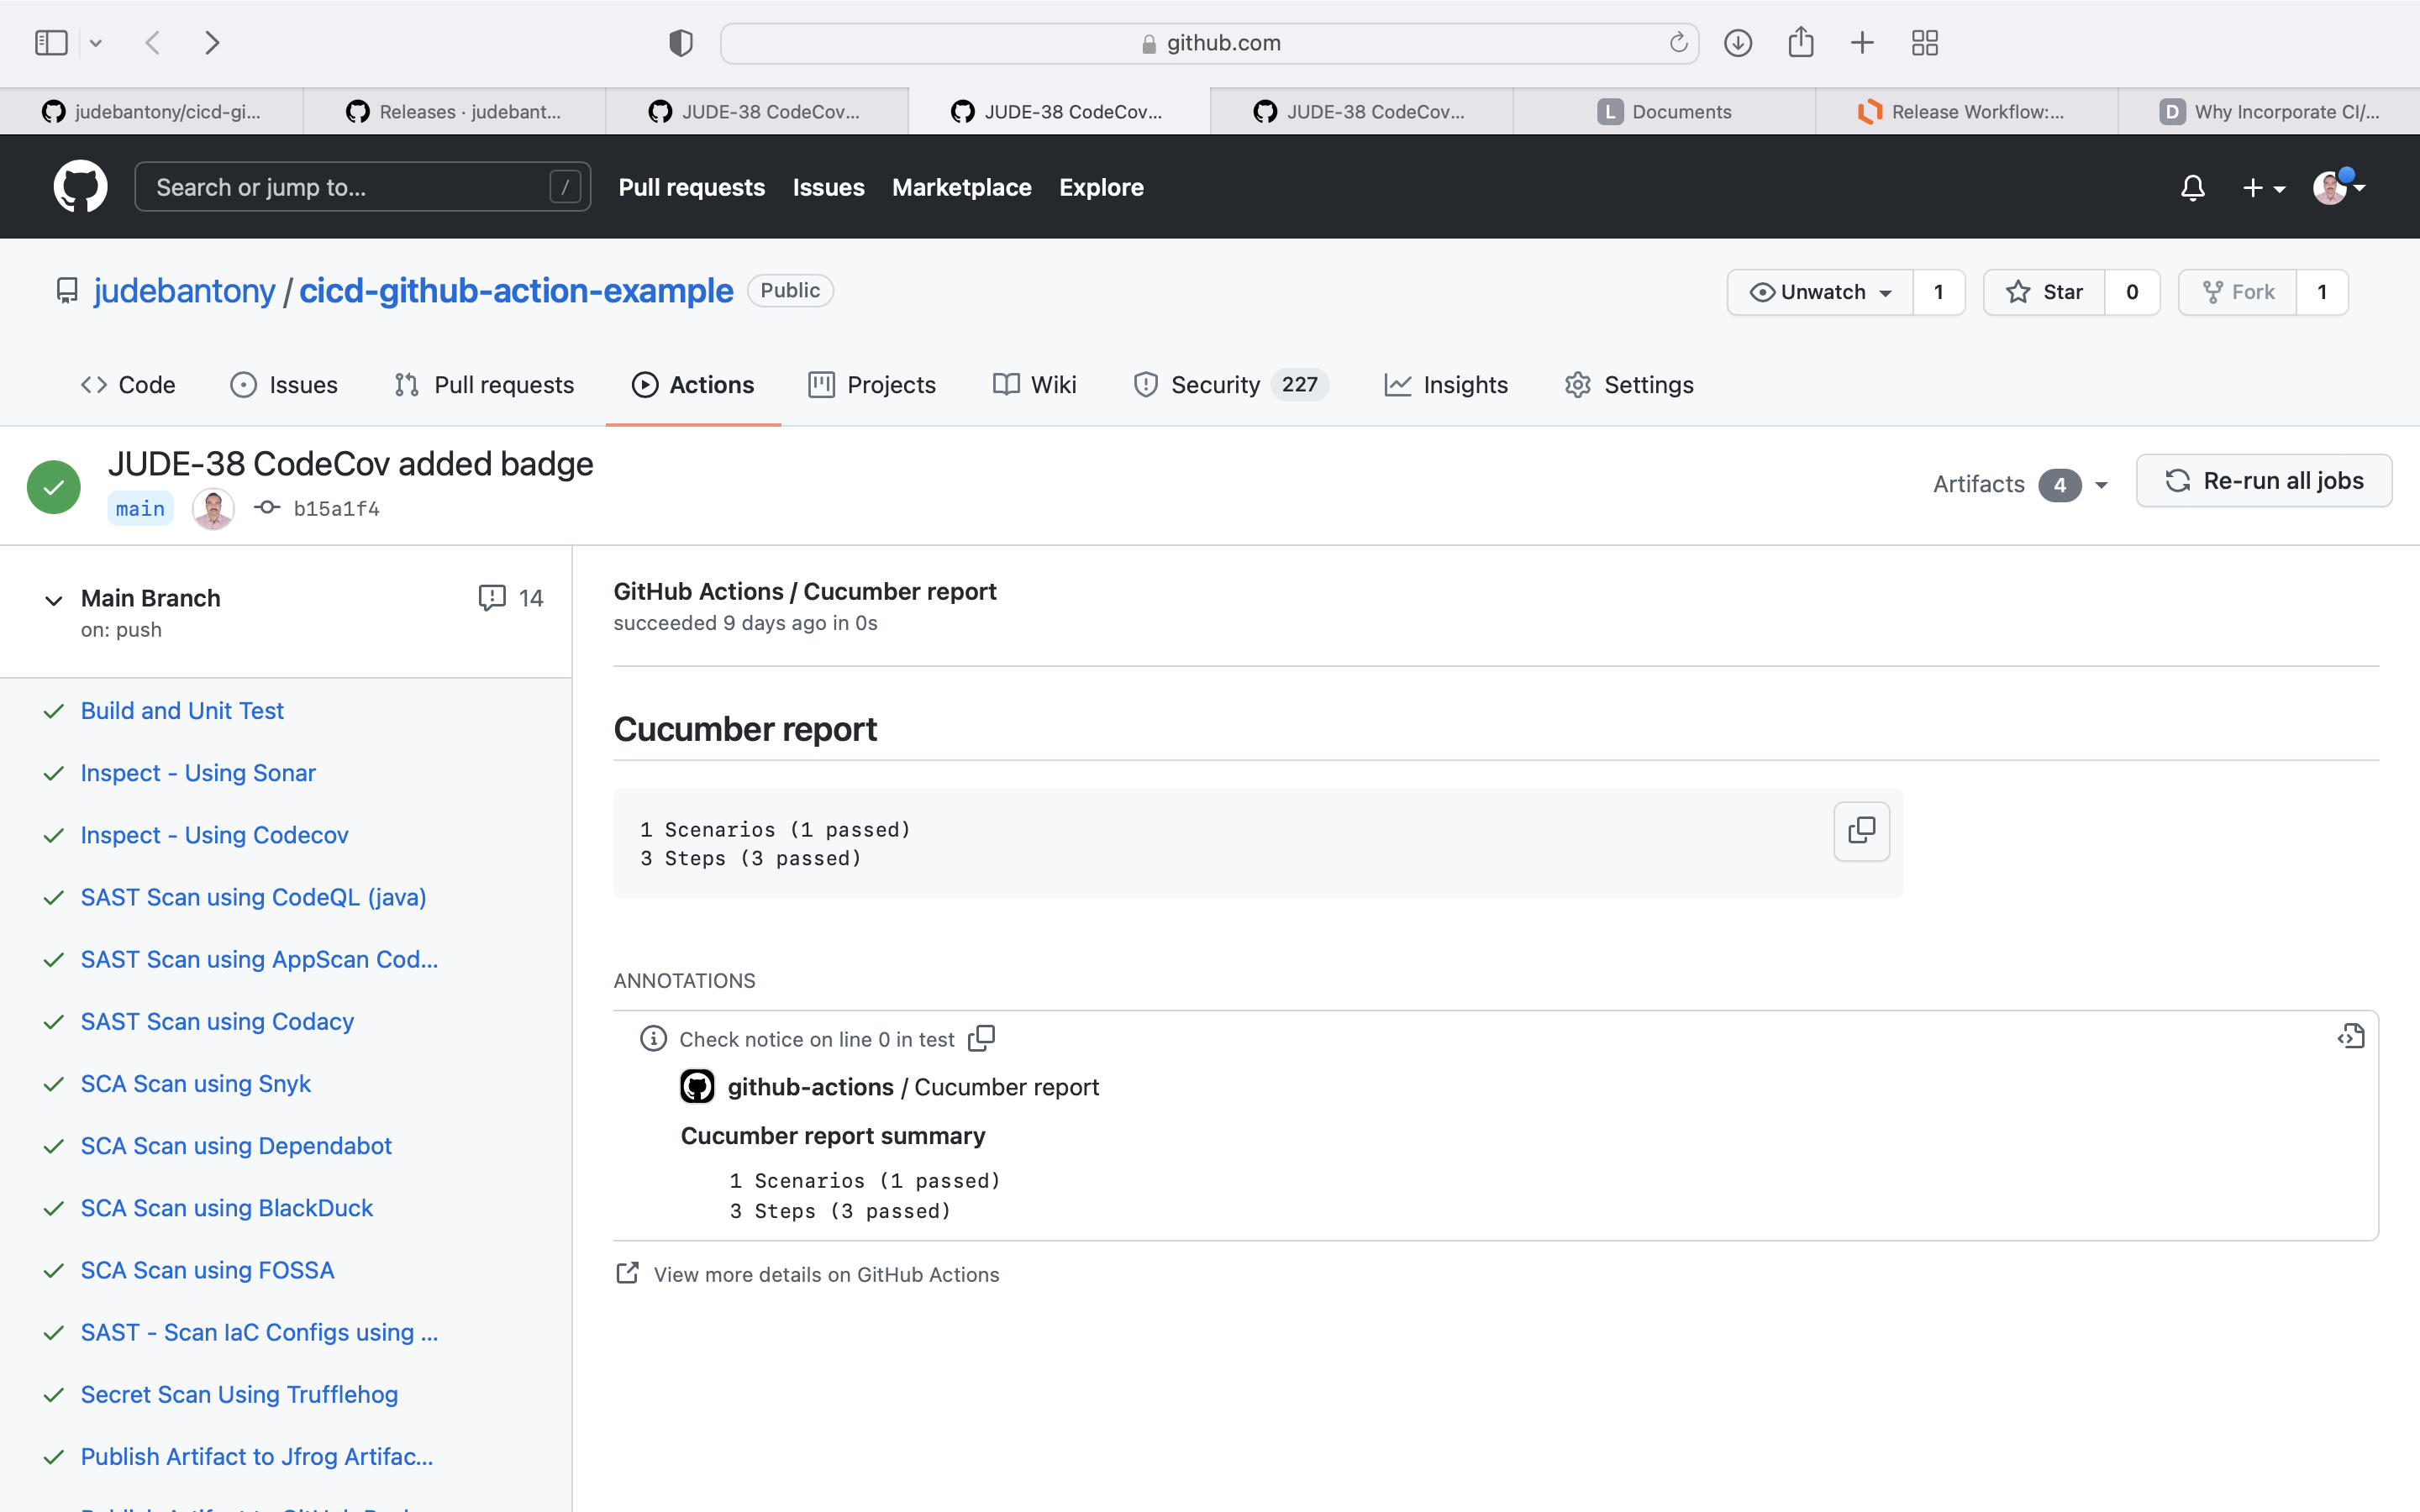 github.com
judebantony/cicd-gi...
Releases · judebant...
JUDE-38 CodeCov...
JUDE-38 CodeCov...
JUDE-38 CodeCov...
L Documents
Release Workflow:...
D Why Incorporate CI/...
Search or jump to... /
Pull requests
Issues
Marketplace
Explore
judebantony / cicd-github-action-example Public
Unwatch 1
Star 0
Fork 1
Code
Issues
Pull requests
Actions
Projects
Wiki
Security 227
Insights
Settings
JUDE-38 CodeCov added badge
main b15a1f4
Artifacts 4
Re-run all jobs
Main Branch 14
on: push
Build and Unit Test
Inspect - Using Sonar
Inspect - Using Codecov
SAST Scan using CodeQL (java)
SAST Scan using AppScan Cod...
SAST Scan using Codacy
SCA Scan using Snyk
SCA Scan using Dependabot
SCA Scan using BlackDuck
SCA Scan using FOSSA
SAST - Scan IaC Configs using ...
Secret Scan Using Trufflehog
Publish Artifact to Jfrog Artifac...
GitHub Actions / Cucumber report
succeeded 9 days ago in 0s
Cucumber report
1 Scenarios (1 passed)
3 Steps (3 passed)
ANNOTATIONS
Check notice on line 0 in test
github-actions / Cucumber report
Cucumber report summary
1 Scenarios (1 passed)
3 Steps (3 passed)
View more details on GitHub Actions